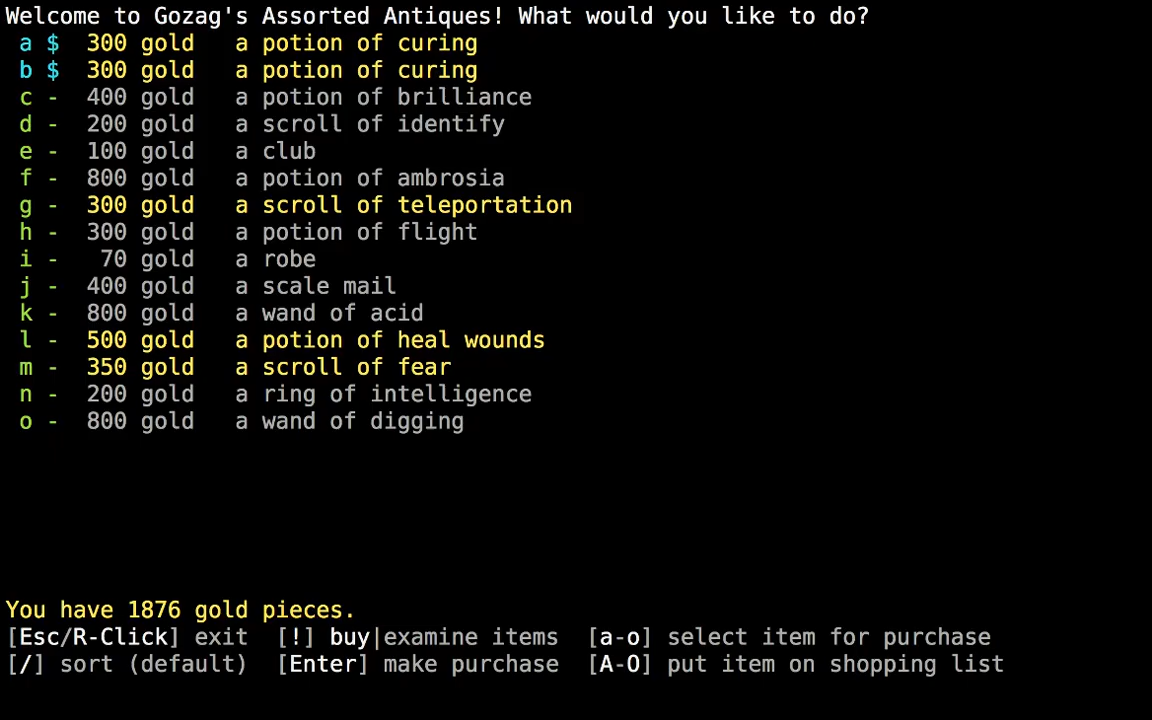 Welcome to Gozag's Assorted Antiques! What would you like to do?
a $ 300 gold a potion of curing
b $ 300 gold a potion of curing
c - 400 gold a potion of brilliance
d - 200 gold a scroll of identify
e - 100 gold a club
f - 800 gold a potion of ambrosia
g - 300 gold a scroll of teleportation
h - 300 gold a potion of flight
i - 70 gold a robe
j - 400 gold a scale mail
k - 800 gold a wand of acid
l - 500 gold a potion of heal wounds
m - 350 gold a scroll of fear
n - 200 gold a ring of intelligence
o - 800 gold a wand of digging
You have 1876 gold pieces.
[Esc/R-Click] exit [!] buy|examine items [a-o] select item for purchase
[/] sort (default) [Enter] make purchase [A-O] put item on shopping list